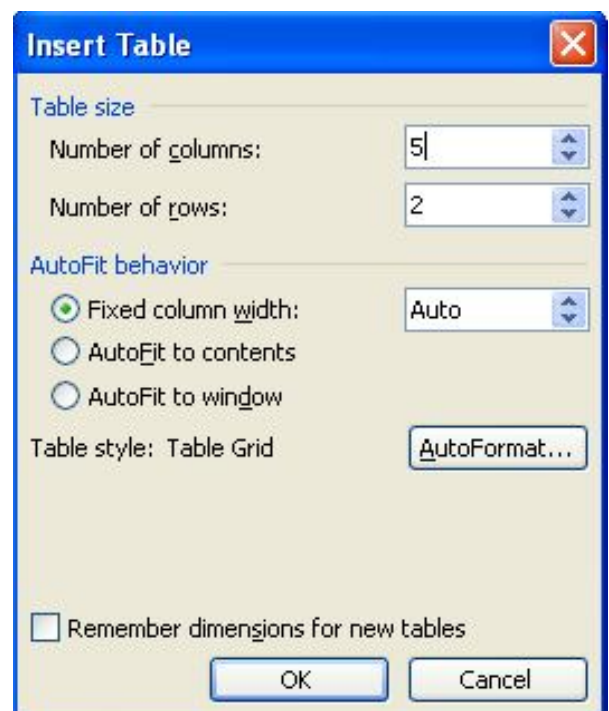 Insert Table
Table size
Number of columns: 5
Number of rows: 2
AutoFit behavior
Fixed column width: Auto
AutoFit to contents
AutoFit to window
Table style: Table Grid AutoFormat...
Remember dimensions for new tables
OK Cancel